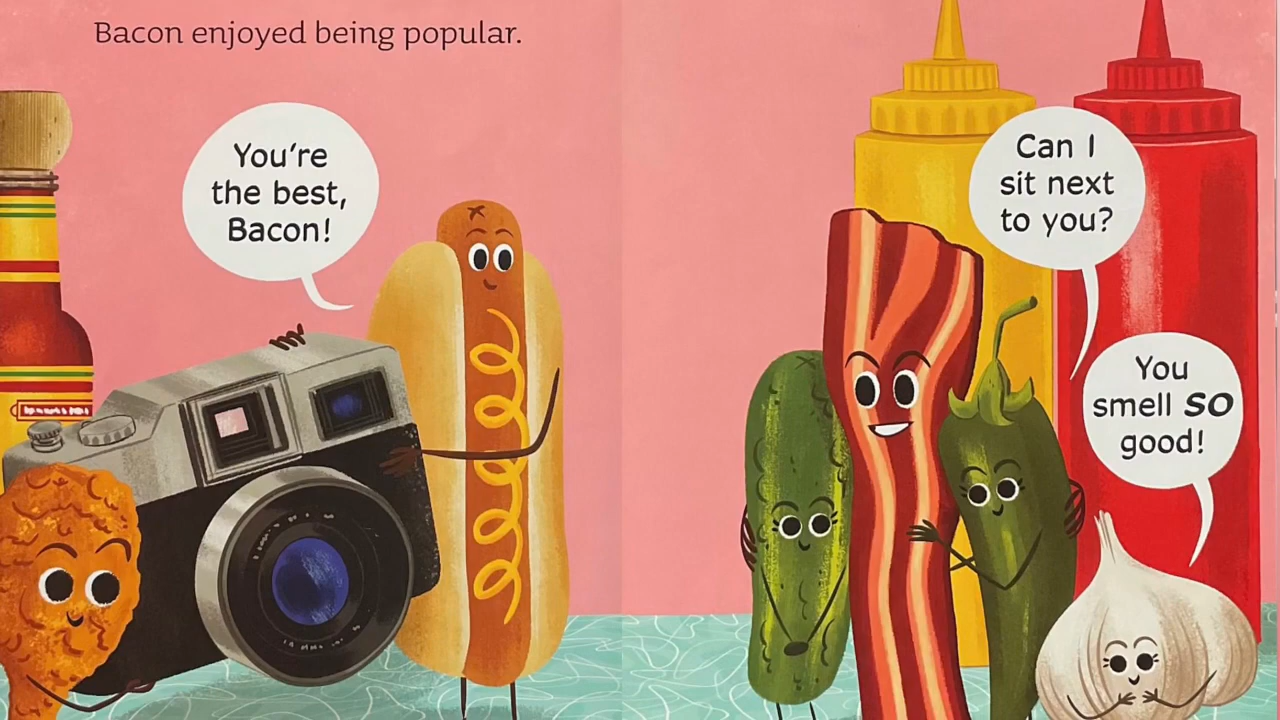 Bacon enjoyed being popular.
You're
the best,
Bacon!
Can I
sit next
to you?
You
smell SO
good!